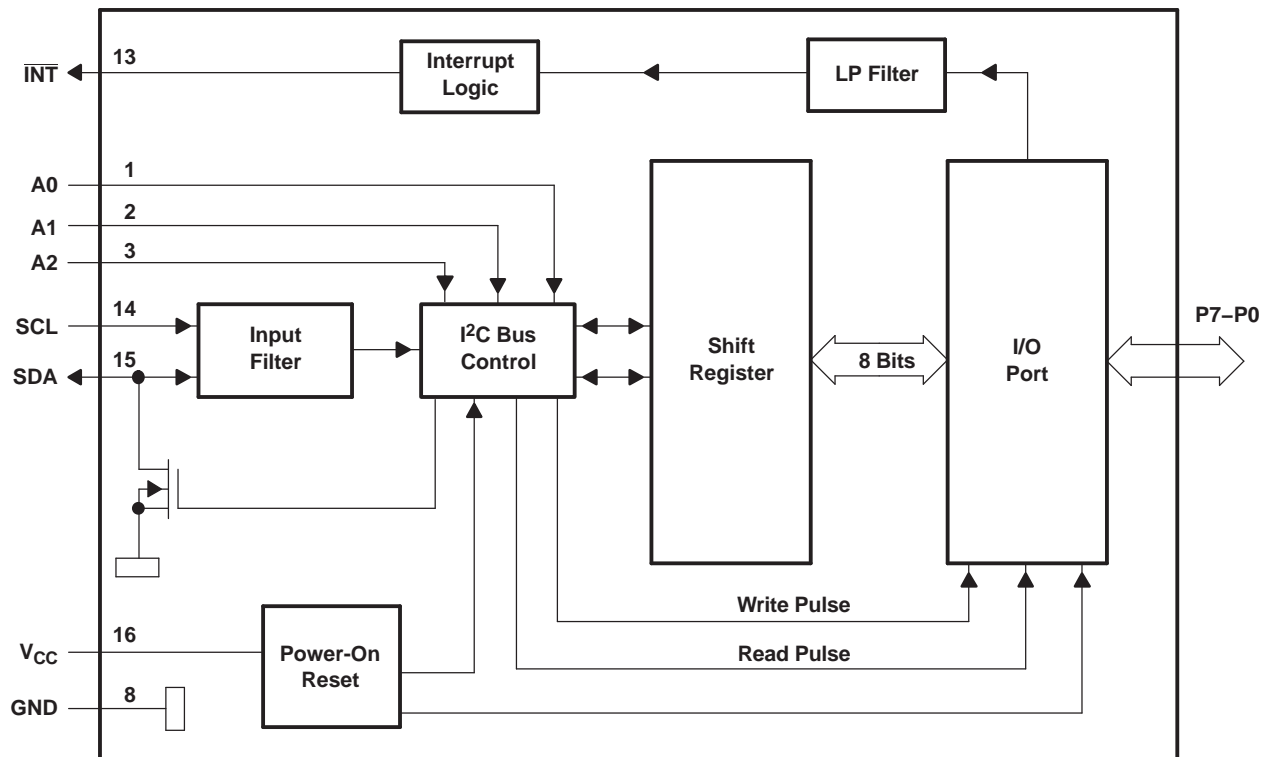 INT 13
Interrupt
Logic
LP Filter
A0 1
A1 2
A2 3
SCL 14
SDA 15
Input
Filter
I²C Bus
Control
Shift
Register
8 Bits
I/O
Port
P7–P0
Write Pulse
Read Pulse
VCC 16
Power-On
Reset
GND 8